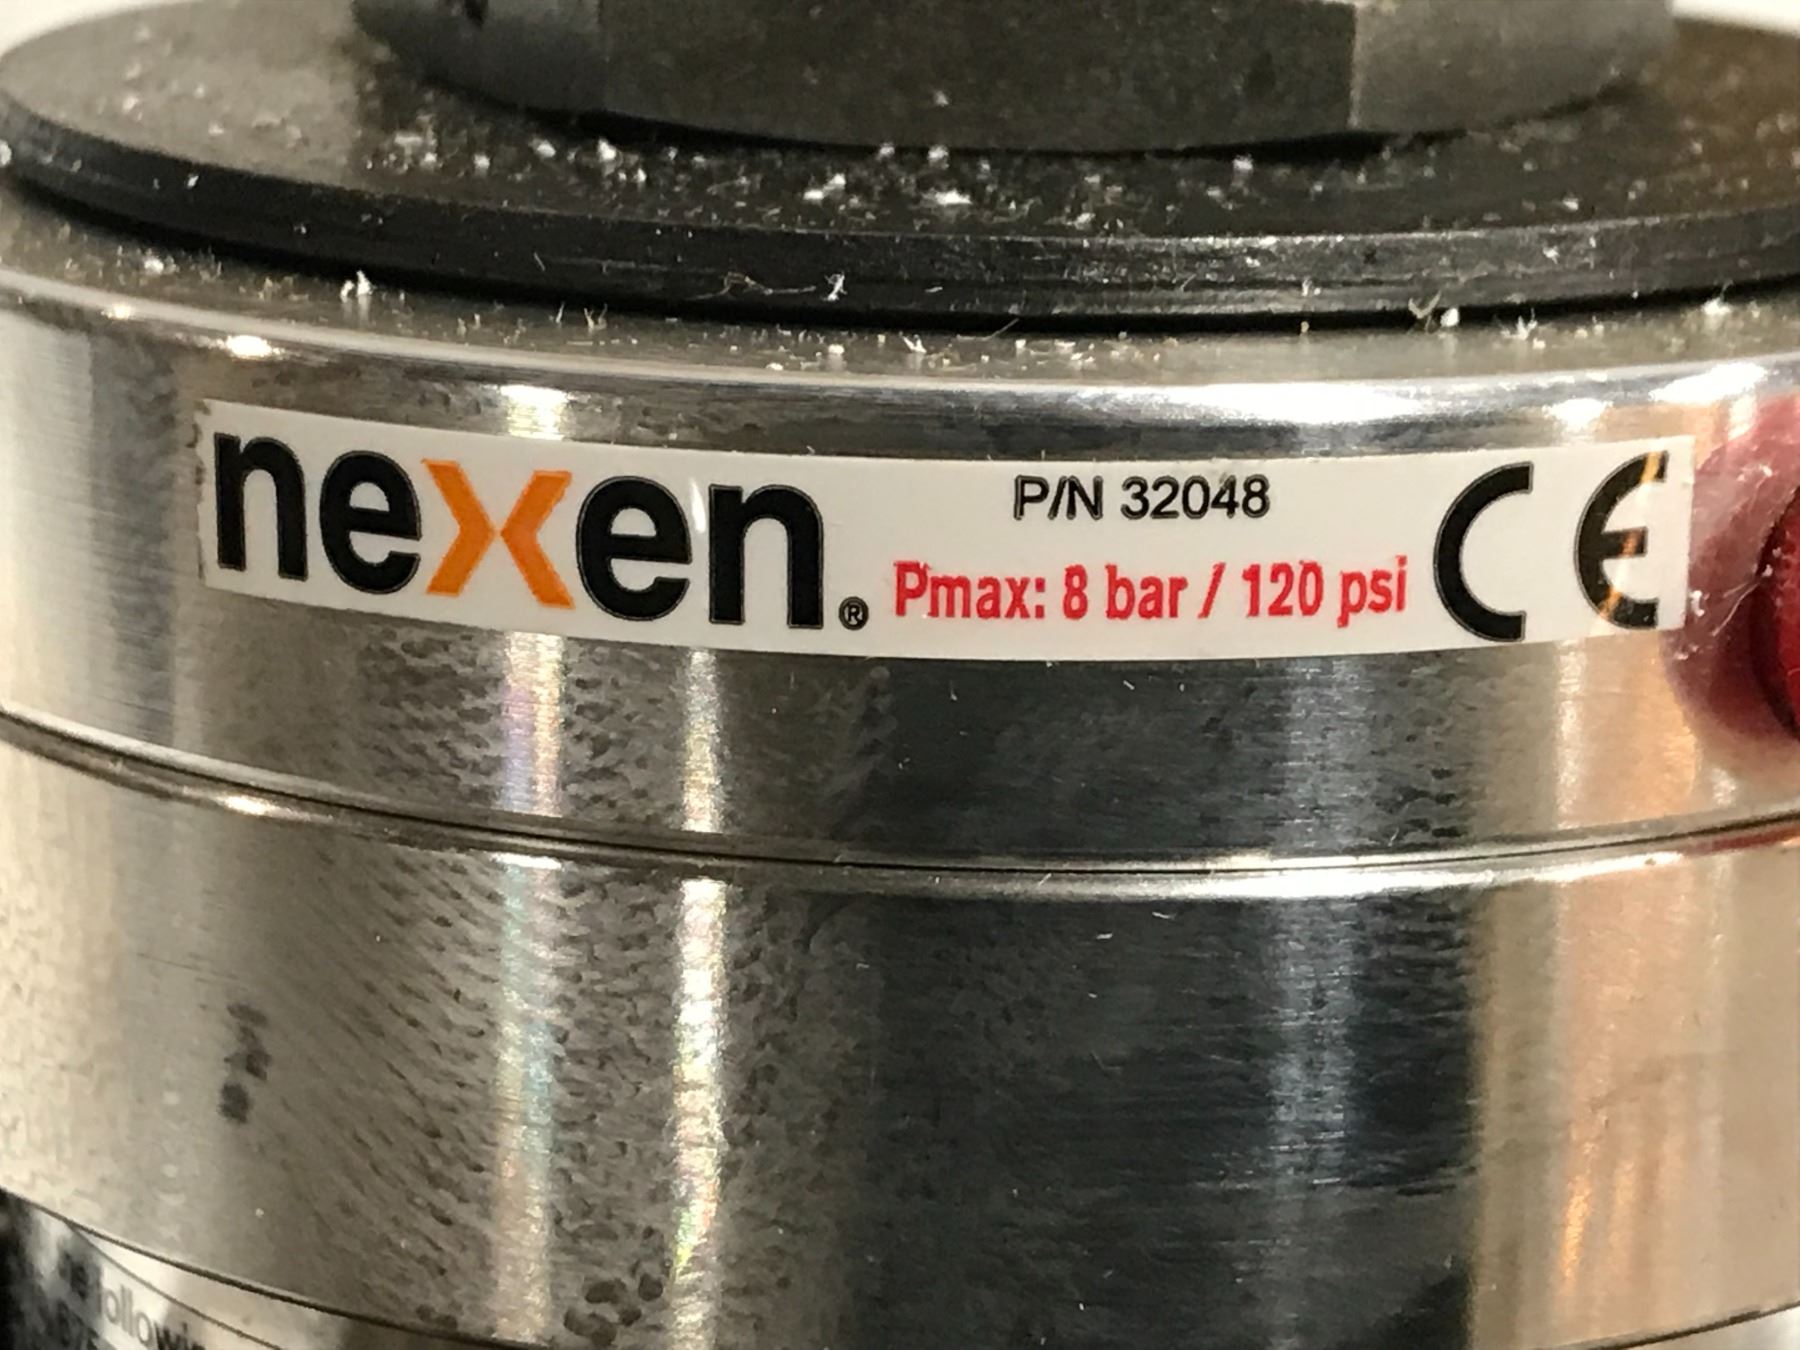 nexen®
P/N 32048
Pmax: 8 bar / 120 psi
CE